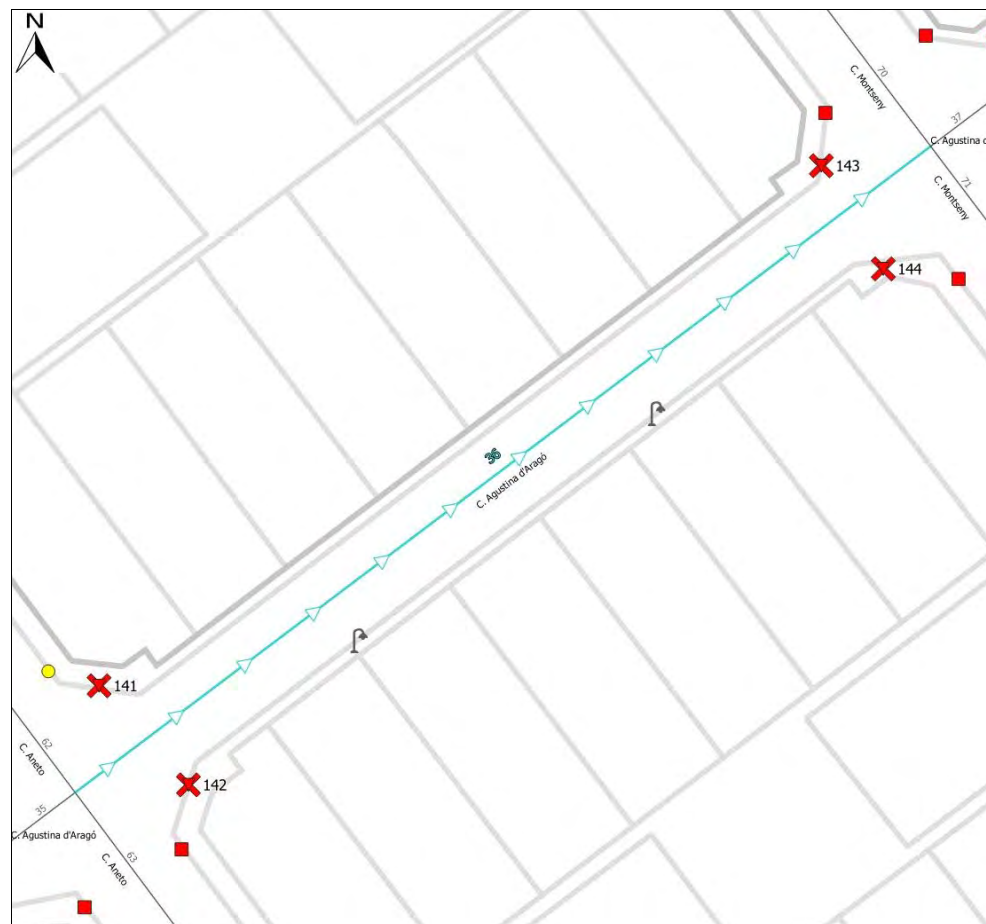 N
70
C. Montseny
37
C. Agustina d
143
C. Montseny
71
144
36
C. Agustina d'Aragó
141
62
C. Aneto
142
35
C. Agustina d'Aragó
63
C. Aneto